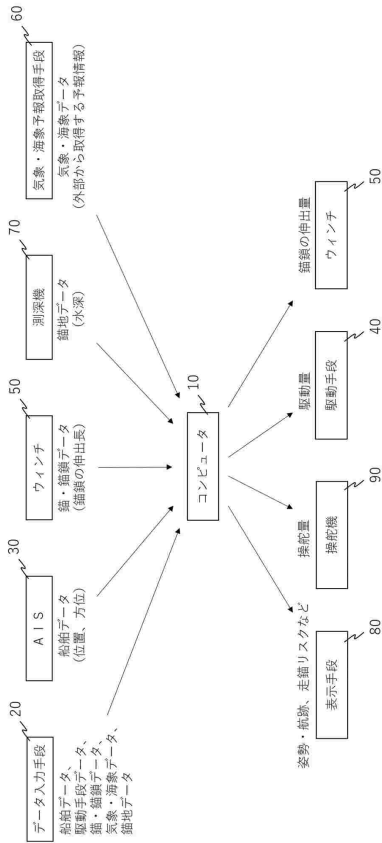 20
データ入力手段
船舶データ、
駆動手段データ、
錨・錨鎖データ、
気象・海象データ、
錨地データ
30
AIS
船舶データ
(位置、方位)
50
ウィンチ
錨・錨鎖データ
(錨鎖の伸出長)
70
測深機
錨地データ
(水深)
60
気象・海象予報取得手段
気象・海象データ
(外部から取得する予報情報)
10
コンピュータ
姿勢・航跡、走錨リスクなど
表示手段
80
操舵量
操舵機
90
駆動量
駆動手段
40
錨鎖の伸出量
ウィンチ
50